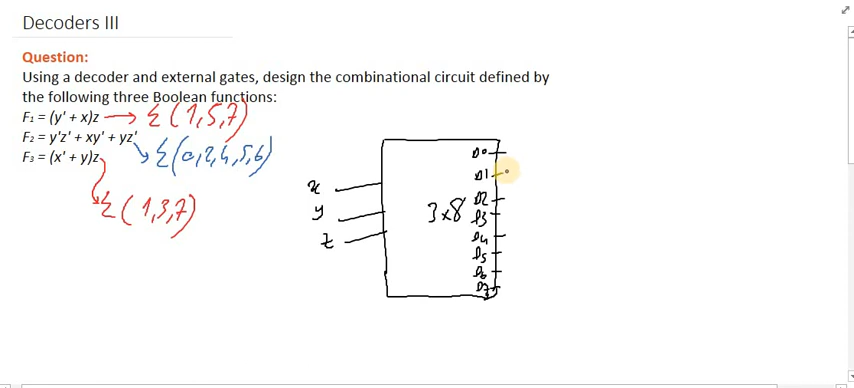 Decoders III
Question:
Using a decoder and external gates, design the combinational circuit defined by
the following three Boolean functions:
F₁ = (y' + x)z → Σ(1,5,7)
F₂ = y'z' + xy' + yz' Σ(0,2,4,5,6)
F₃ = (x' + y)z
Σ(1,3,7)
x
y
z
3x8
D0
D1
D2
D3
D4
D5
D6
D7